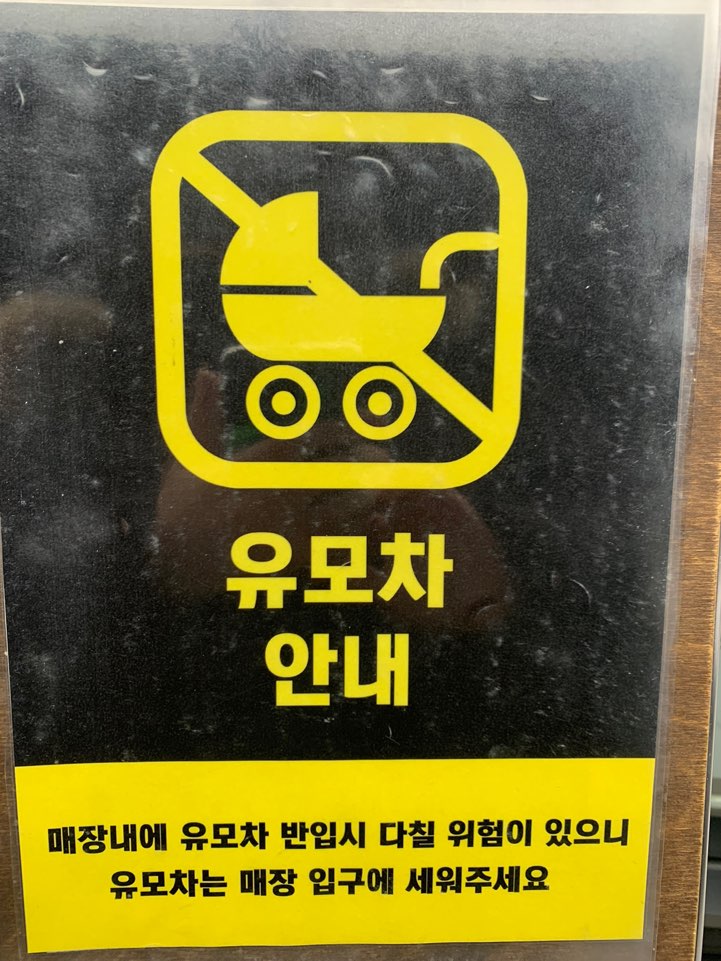 유모차
안내
매장내에 유모차 반입시 다칠 위험이 있으니
유모차는 매장 입구에 세워주세요